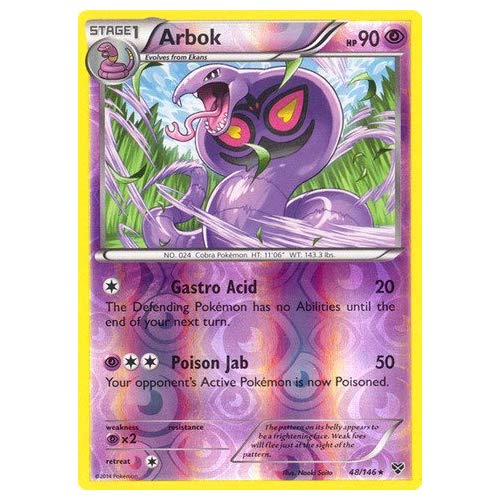 STAGE1
Arbok
HP 90
Evolves from Ekans
NO. 024 Cobra Pokémon HT: 11'06" WT: 143.3 lbs.
Gastro Acid 20
The Defending Pokémon has no Abilities until the
end of your next turn.
Poison Jab 50
Your opponent's Active Pokémon is now Poisoned.
weakness resistance
×2
The pattern on its belly appears to
be a frightening face. Weak foes
will flee just at the sight of the
pattern.
retreat
©2014 Pokémon
Illus. Naoki Saito
48/146★
XY